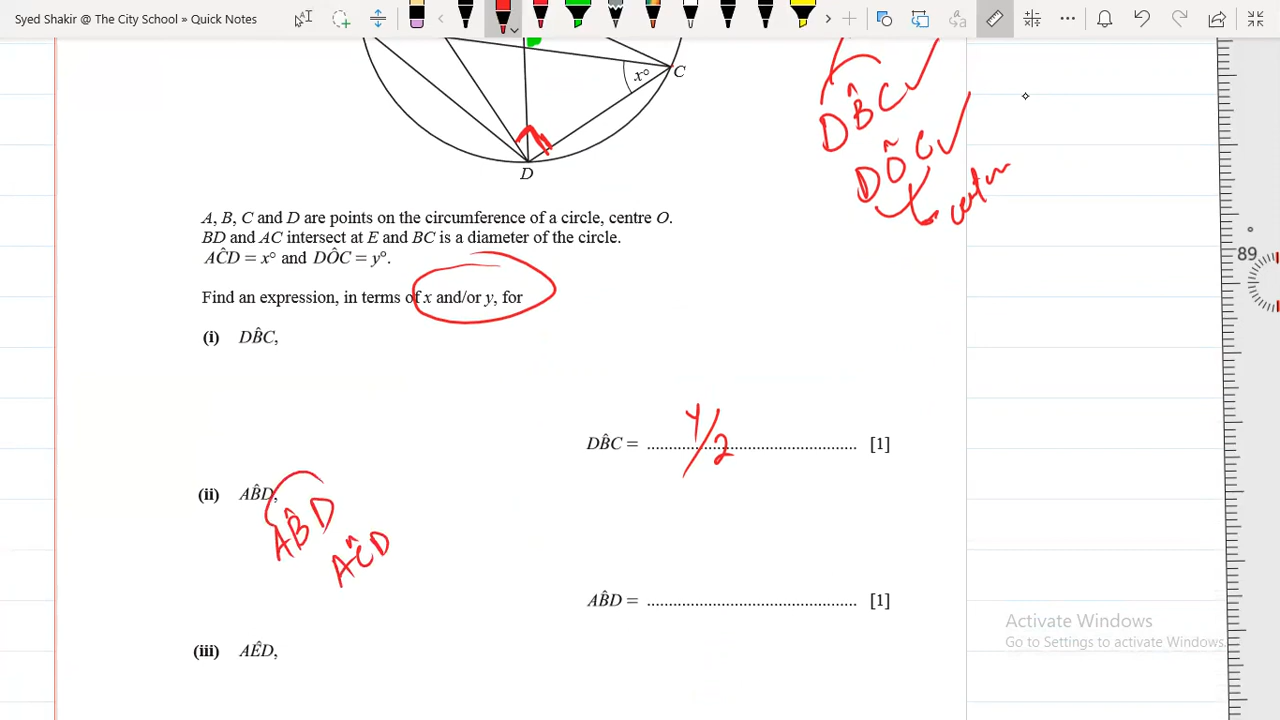 Syed Shakir @ The City School » Quick Notes
x° C
D
DB̂C
DÔC
A, B, C and D are points on the circumference of a circle, centre O.
BD and AC intersect at E and BC is a diameter of the circle.
AĈD = x° and DÔC = y°.
89
Find an expression, in terms of x and/or y, for
(i) DB̂C,
y/2
DB̂C = .............................................. [1]
(ii) AB̂D,
AB̂D
AĈD
AB̂D = .............................................. [1]
Activate Windows
Go to Settings to activate Windows.
(iii) AÊD,